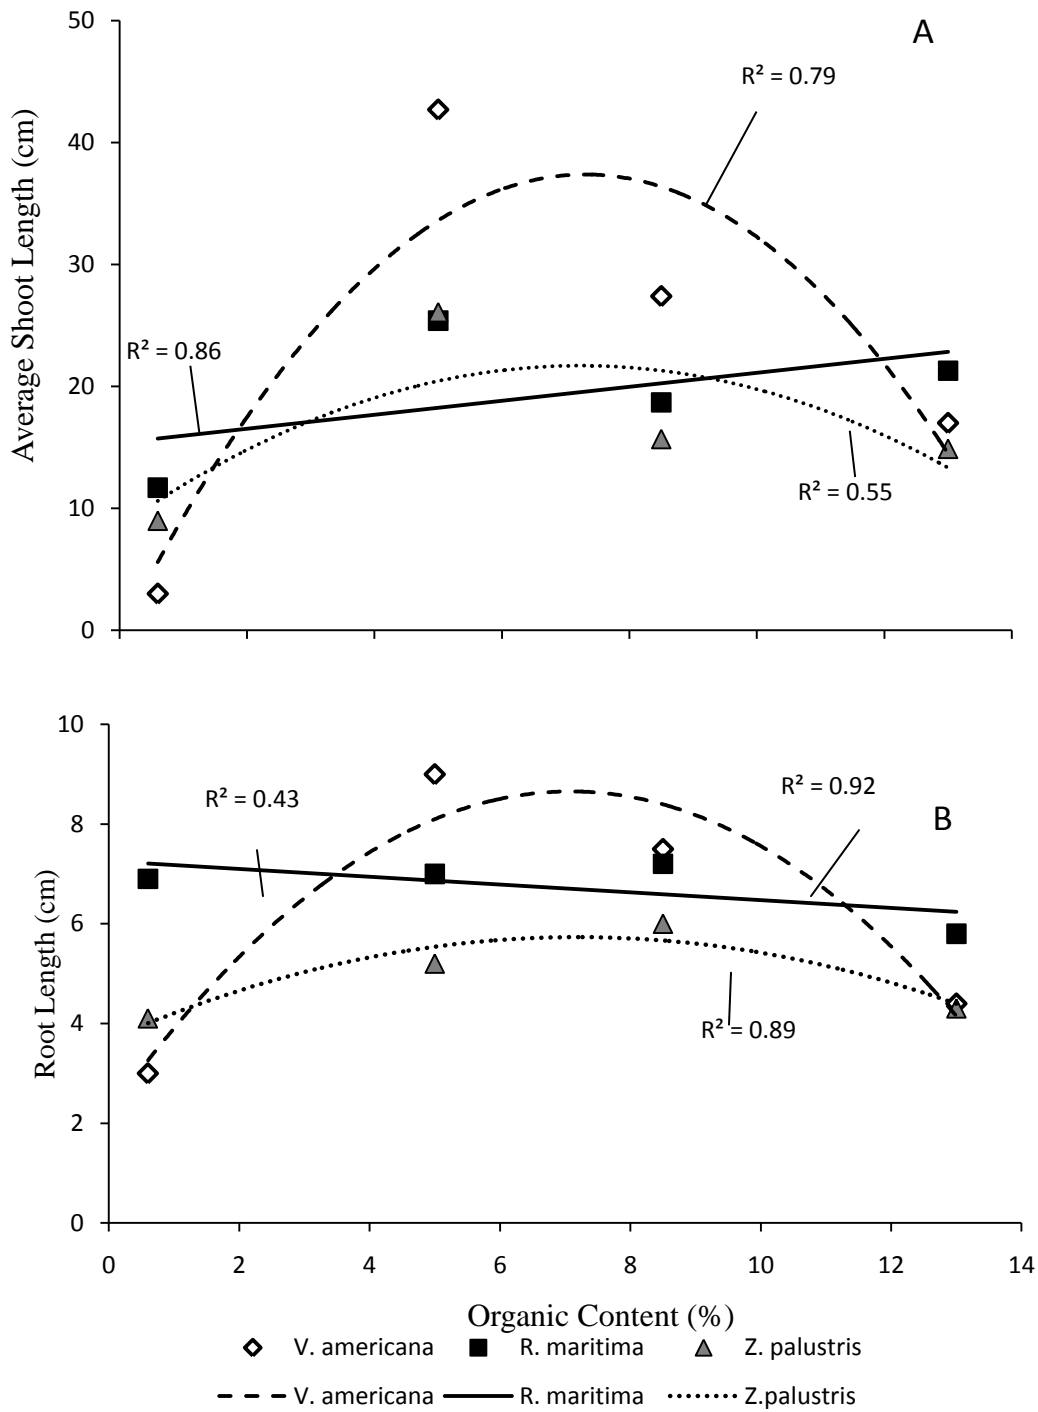 50
A
R² = 0.79
40
Average Shoot Length (cm)
30
R² = 0.86
20
R² = 0.55
10
0
10
R² = 0.92
R² = 0.43
B
8
6
Root Length (cm)
4
R² = 0.89
2
0
0 2 4 6 8 10 12 14
Organic Content (%)
V. americana R. maritima Z. palustris
V. americana R. maritima Z.palustris